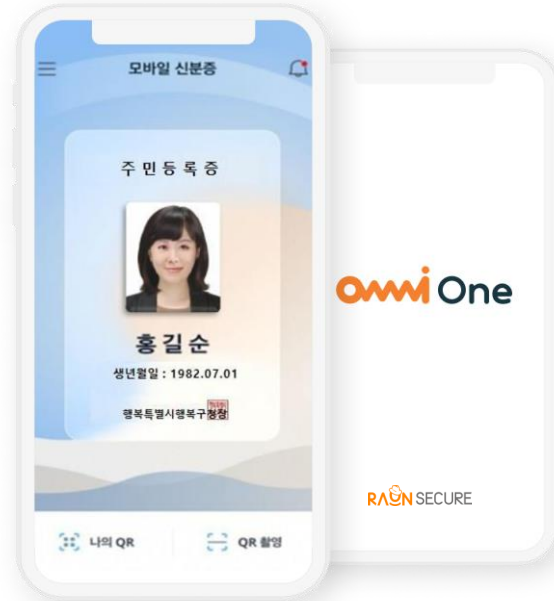 모바일 신분증
주민등록증
홍길순
생년월일 : 1982.07.01
행복특별시행복구청장
나의 QR
QR 촬영
Omni One
RAON SECURE